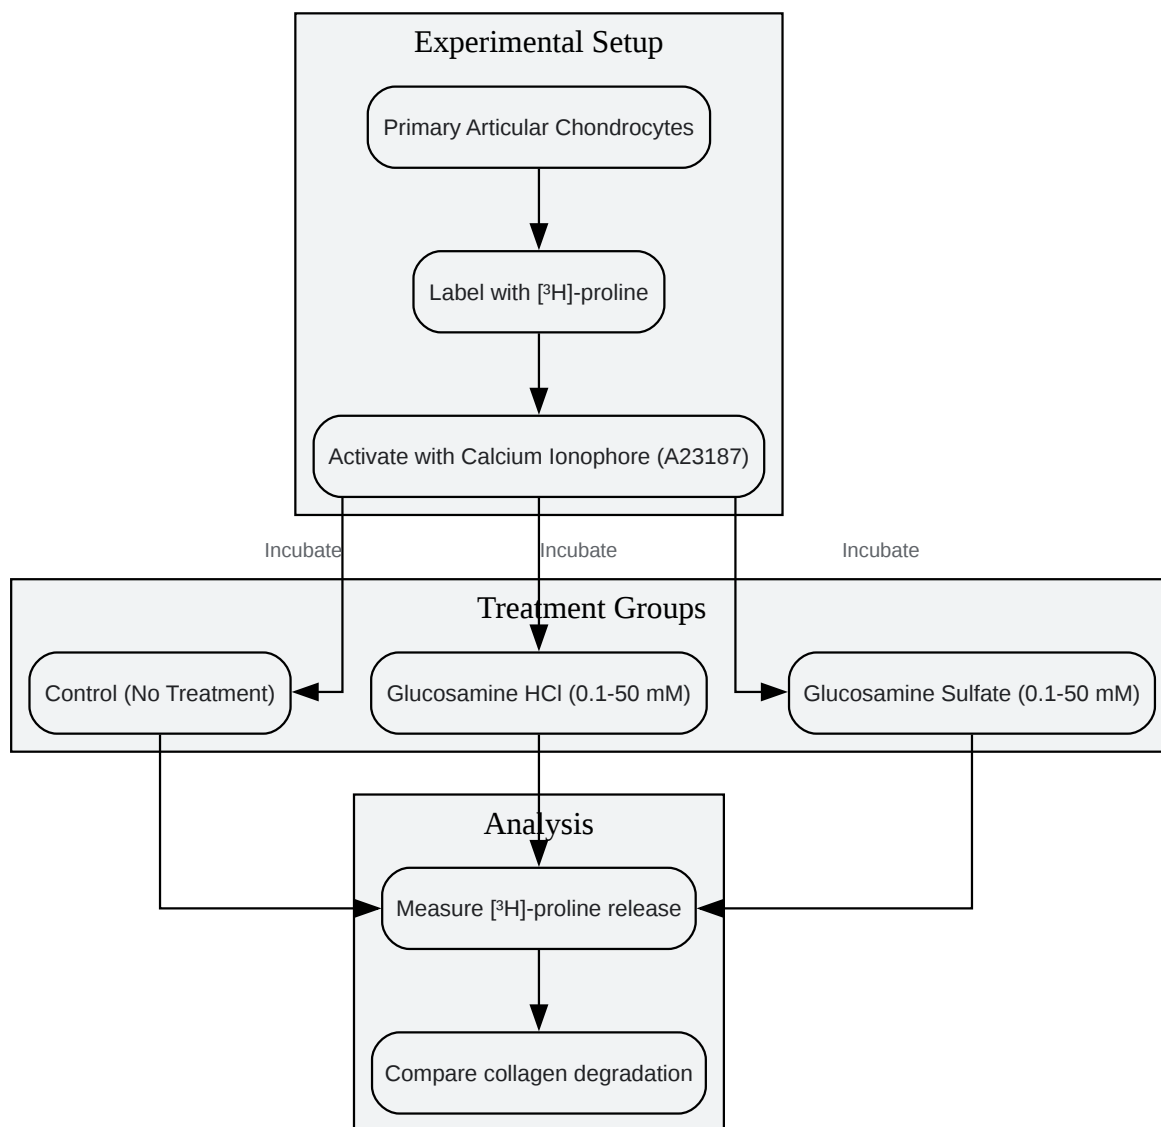 Experimental Setup
Primary Articular Chondrocytes
Label with [³H]-proline
Activate with Calcium Ionophore (A23187)
Incubate
Incubate
Incubate
Treatment Groups
Control (No Treatment)
Glucosamine HCl (0.1-50 mM)
Glucosamine Sulfate (0.1-50 mM)
Analysis
Measure [³H]-proline release
Compare collagen degradation